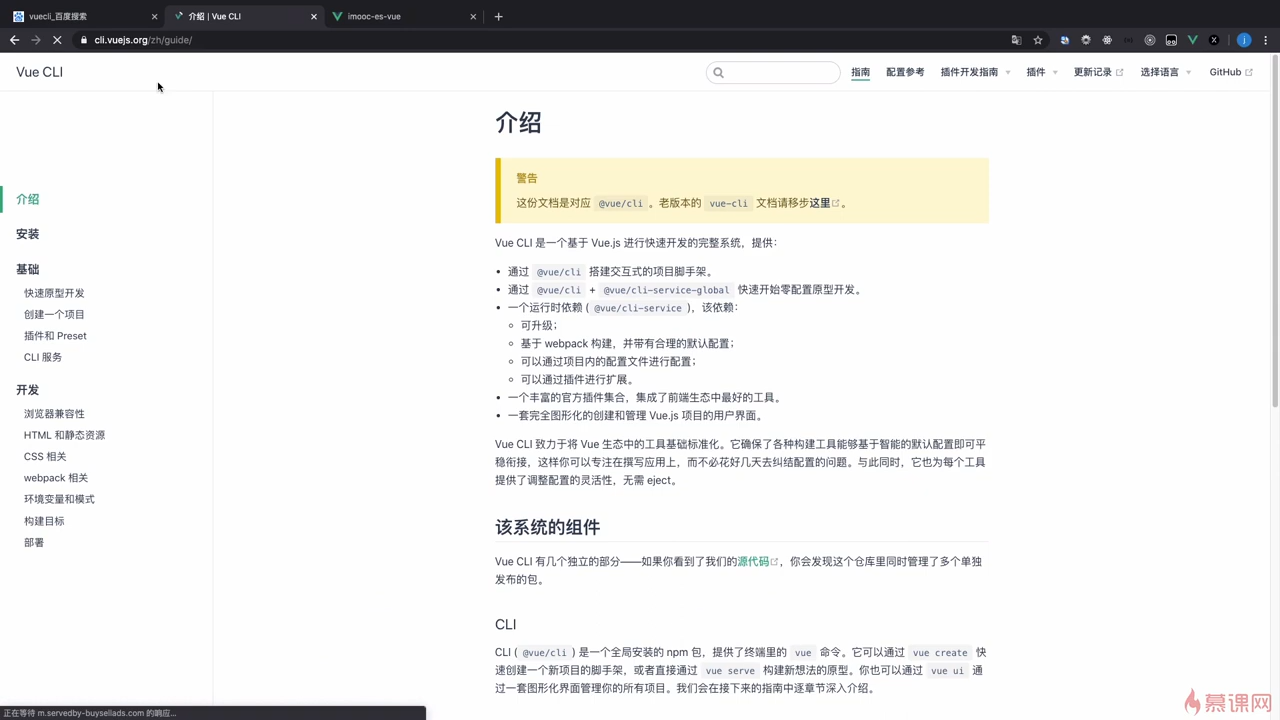 vuecli_百度搜索
介绍 | Vue CLI
imooc-es-vue
cli.vuejs.org/zh/guide/
Vue CLI
指南
配置参考
插件开发指南
插件
更新记录
选择语言
GitHub
介绍
安装
基础
快速原型开发
创建一个项目
插件和 Preset
CLI 服务
开发
浏览器兼容性
HTML 和静态资源
CSS 相关
webpack 相关
环境变量和模式
构建目标
部署
介绍
警告
这份文档是对应 @vue/cli 。老版本的 vue-cli 文档请移步这里。
Vue CLI 是一个基于 Vue.js 进行快速开发的完整系统，提供：
• 通过 @vue/cli 搭建交互式的项目脚手架。
• 通过 @vue/cli + @vue/cli-service-global 快速开始零配置原型开发。
• 一个运行时依赖 ( @vue/cli-service )，该依赖：
可升级；
基于 webpack 构建，并带有合理的默认配置；
可以通过项目内的配置文件进行配置；
可以通过插件进行扩展。
• 一个丰富的官方插件集合，集成了前端生态中最好的工具。
• 一套完全图形化的创建和管理 Vue.js 项目的用户界面。
Vue CLI 致力于将 Vue 生态中的工具基础标准化。它确保了各种构建工具能够基于智能的默认配置即可平
稳衔接，这样你可以专注在撰写应用上，而不必花好几天去纠结配置的问题。与此同时，它也为每个工具
提供了调整配置的灵活性，无需 eject。
该系统的组件
Vue CLI 有几个独立的部分——如果你看到了我们的源代码，你会发现这个仓库里同时管理了多个单独
发布的包。
CLI
CLI ( @vue/cli ) 是一个全局安装的 npm 包，提供了终端里的 vue 命令。它可以通过 vue create 快
速创建一个新项目的脚手架，或者直接通过 vue serve 构建新想法的原型。你也可以通过 vue ui 通
过一套图形化界面管理你的所有项目。我们会在接下来的指南中逐章节深入介绍。
正在等待 m.servedby-buysellads.com 的响应...
慕课网